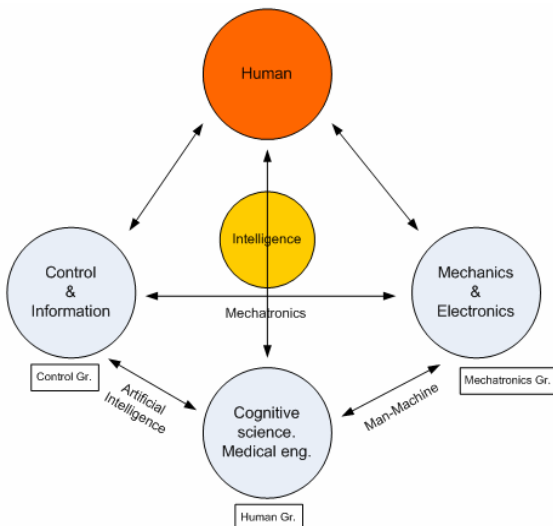 Human
Intelligence
Control
&
Information
Mechanics
&
Electronics
Mechatronics
Control Gr.
Mechatronics Gr.
Artificial
Intelligence
Man-Machine
Cognitive
science.
Medical eng.
Human Gr.